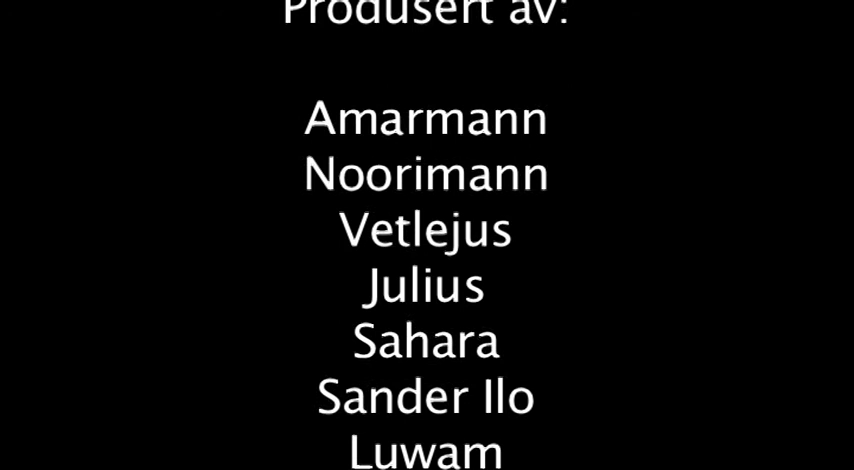 Produsert av:
Amarmann
Noorimann
Vetlejus
Julius
Sahara
Sander Ilo
Luwam